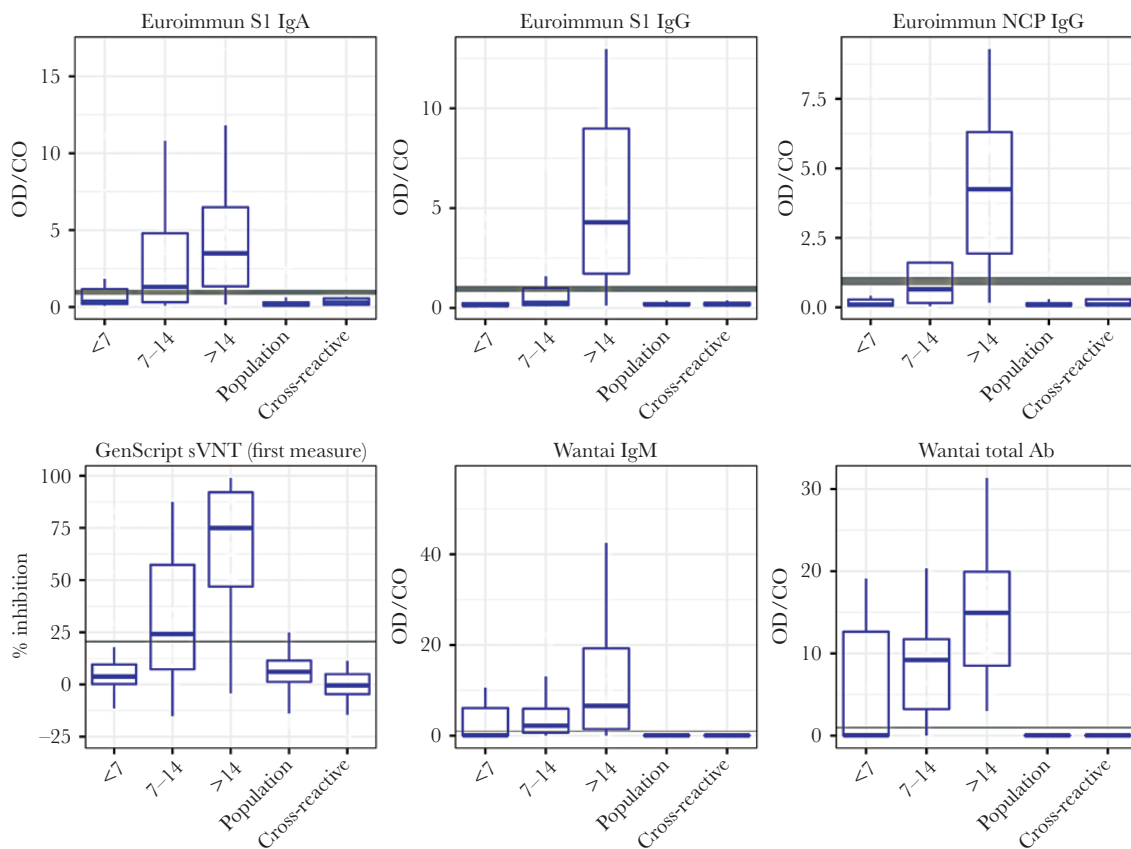 Euroimmun S1 IgA
Euroimmun S1 IgG
Euroimmun NCP IgG
OD/CO
15
10
5
0
<7
7–14
>14
Population
Cross-reactive
OD/CO
10
5
0
<7
7–14
>14
Population
Cross-reactive
OD/CO
7.5
5.0
2.5
0.0
<7
7–14
>14
Population
Cross-reactive
GenScript sVNT (first measure)
Wantai IgM
Wantai total Ab
% inhibition
100
75
50
25
0
–25
<7
7–14
>14
Population
Cross-reactive
OD/CO
40
20
0
<7
7–14
>14
Population
Cross-reactive
OD/CO
30
20
10
0
<7
7–14
>14
Population
Cross-reactive